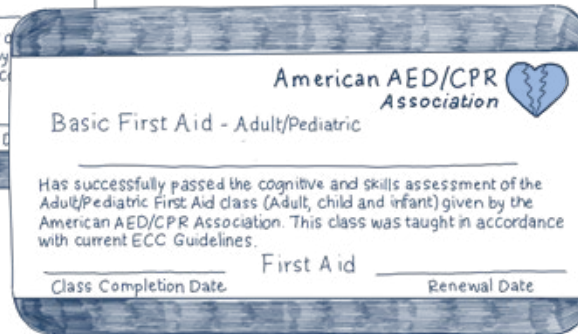 American AED/CPR
Association
Basic First Aid - Adult/Pediatric
Has successfully passed the cognitive and skills assessment of the
Adult/Pediatric First Aid class (Adult, child and infant) given by the
American AED/CPR Association. This class was taught in accordance
with current ECC Guidelines.
First Aid
Class Completion Date
Renewal Date